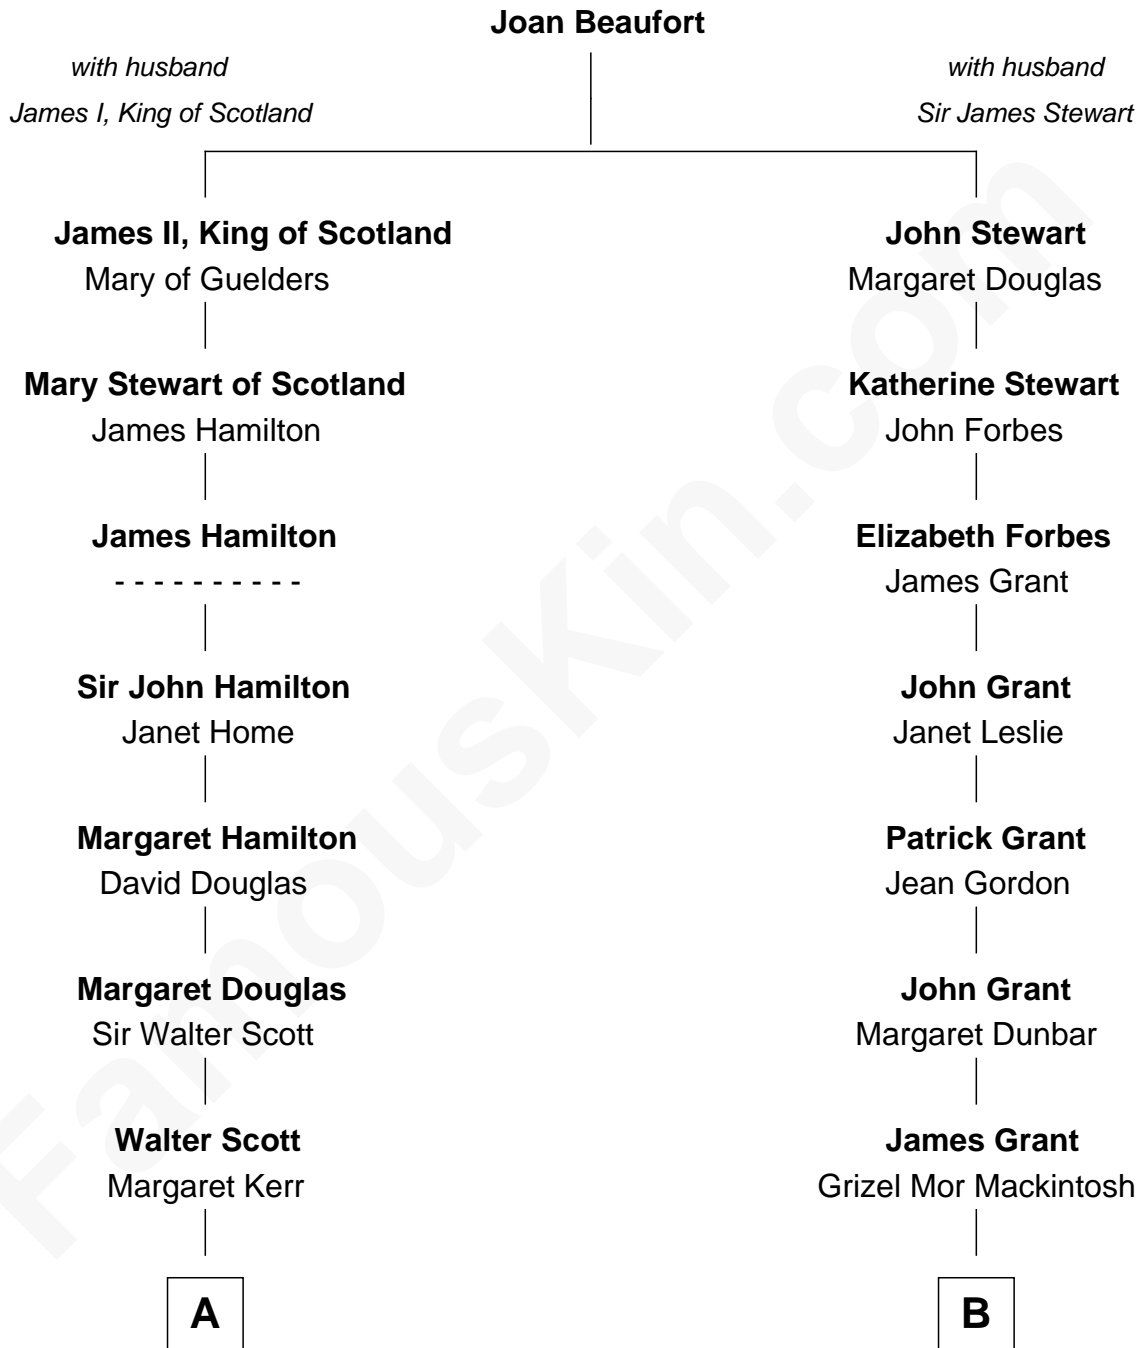 Joan Beaufort
with husband
James I, King of Scotland
with husband
Sir James Stewart
James II, King of Scotland
Mary of Guelders
John Stewart
Margaret Douglas
Mary Stewart of Scotland
James Hamilton
Katherine Stewart
John Forbes
James Hamilton
- - - - - - - - - -
Elizabeth Forbes
James Grant
Sir John Hamilton
Janet Home
John Grant
Janet Leslie
Margaret Hamilton
David Douglas
Patrick Grant
Jean Gordon
Margaret Douglas
Sir Walter Scott
John Grant
Margaret Dunbar
Walter Scott
Margaret Kerr
James Grant
Grizel Mor Mackintosh
A
B
FamousKin.com